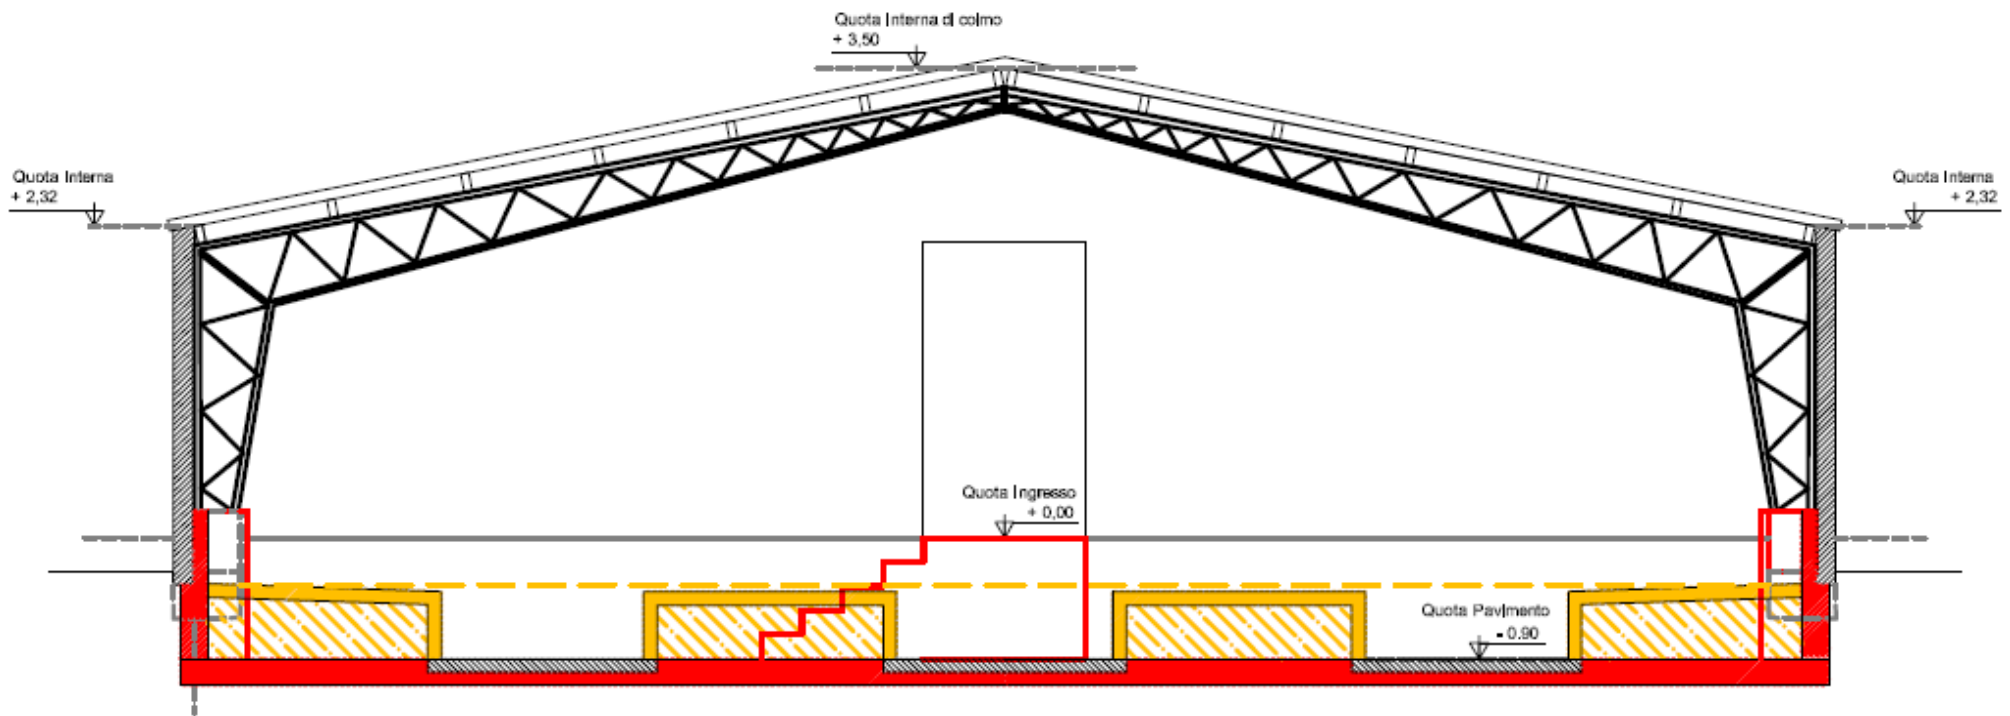 Quota Interna di colmo
+ 3,50
Quota Interna
+ 2,32
Quota Interna
+ 2,32
Quota Ingresso
+ 0,00
Quota Pavimento
- 0.90